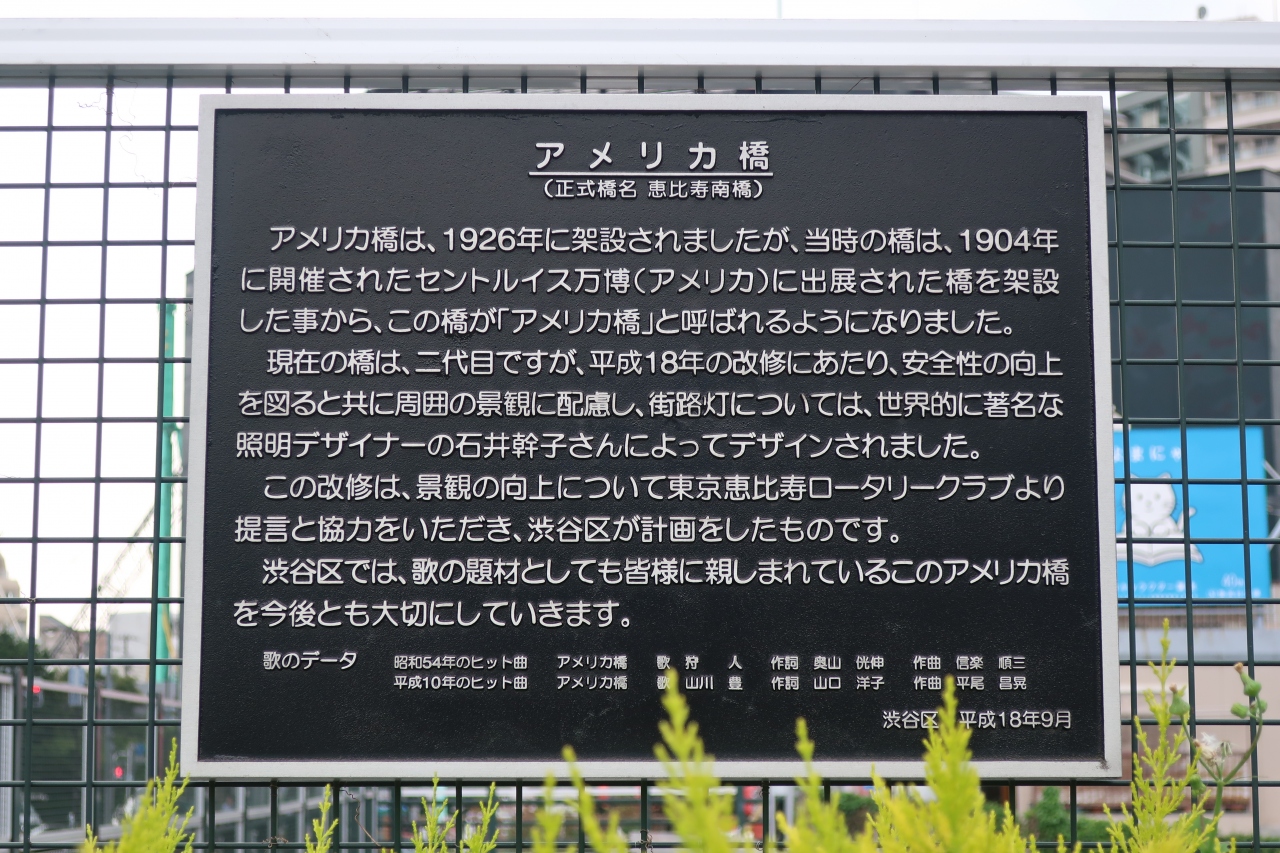 アメリカ橋
(正式橋名 恵比寿南橋)
アメリカ橋は、1926年に架設されましたが、当時の橋は、1904年
に開催されたセントルイス万博(アメリカ)に出展された橋を架設
した事から、この橋が「アメリカ橋」と呼ばれるようになりました。
現在の橋は、二代目ですが、平成18年の改修にあたり、安全性の向上
を図ると共に周囲の景観に配慮し、街路灯については、世界的に著名な
照明デザイナーの石井幹子さんによってデザインされました。
この改修は、景観の向上について東京恵比寿ロータリークラブより
提言と協力をいただき、渋谷区が計画をしたものです。
渋谷区では、歌の題材としても皆様に親しまれているこのアメリカ橋
を今後とも大切にしていきます。
歌のデータ 昭和54年のヒット曲 アメリカ橋 歌 狩 人 作詞 奥山 侊伸 作曲 信楽 順三
平成10年のヒット曲 アメリカ橋 歌 山川 豊 作詞 山口 洋子 作曲 平尾 昌晃
渋谷区 平成18年9月